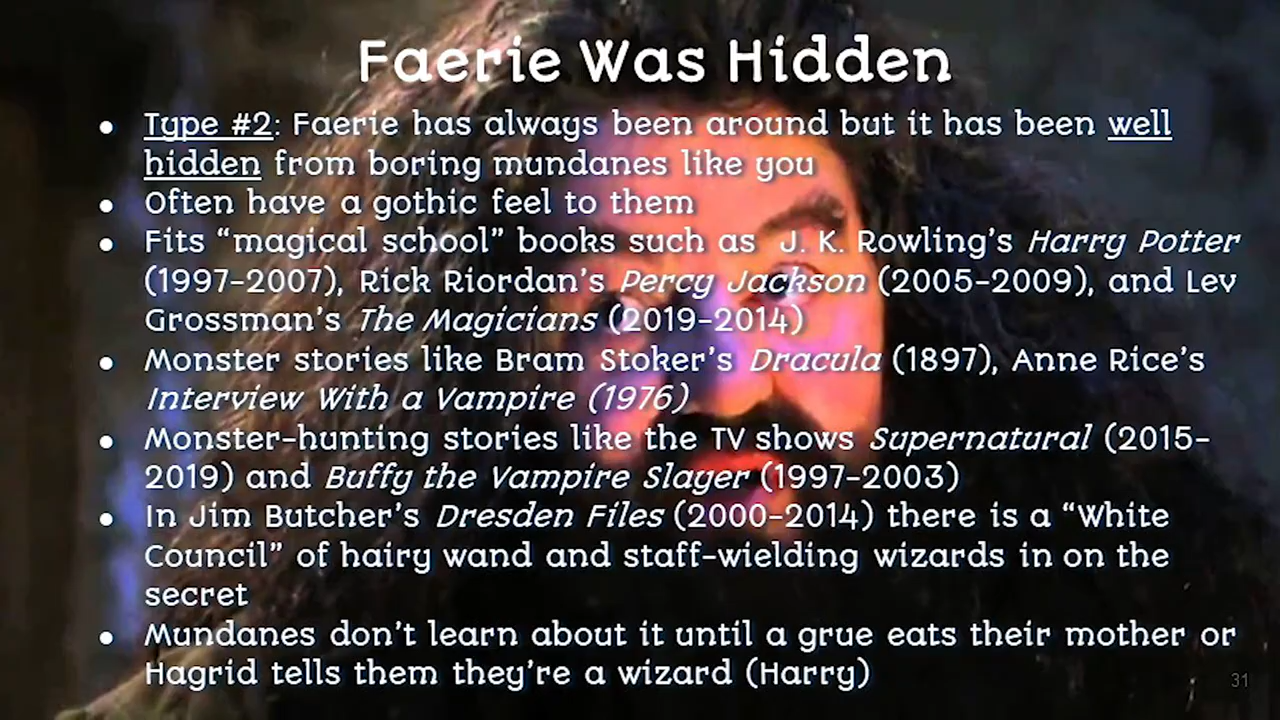 Faerie Was Hidden
● Type #2: Faerie has always been around but it has been well
hidden from boring mundanes like you
● Often have a gothic feel to them
● Fits “magical school” books such as  J. K. Rowling’s Harry Potter
(1997-2007), Rick Riordan’s Percy Jackson (2005-2009), and Lev
Grossman’s The Magicians (2019-2014)
● Monster stories like Bram Stoker’s Dracula (1897), Anne Rice’s
Interview With a Vampire (1976)
● Monster-hunting stories like the TV shows Supernatural (2015-
2019) and Buffy the Vampire Slayer (1997-2003)
● In Jim Butcher’s Dresden Files (2000-2014) there is a “White
Council” of hairy wand and staff-wielding wizards in on the
secret
● Mundanes don’t learn about it until a grue eats their mother or
Hagrid tells them they’re a wizard (Harry)
31